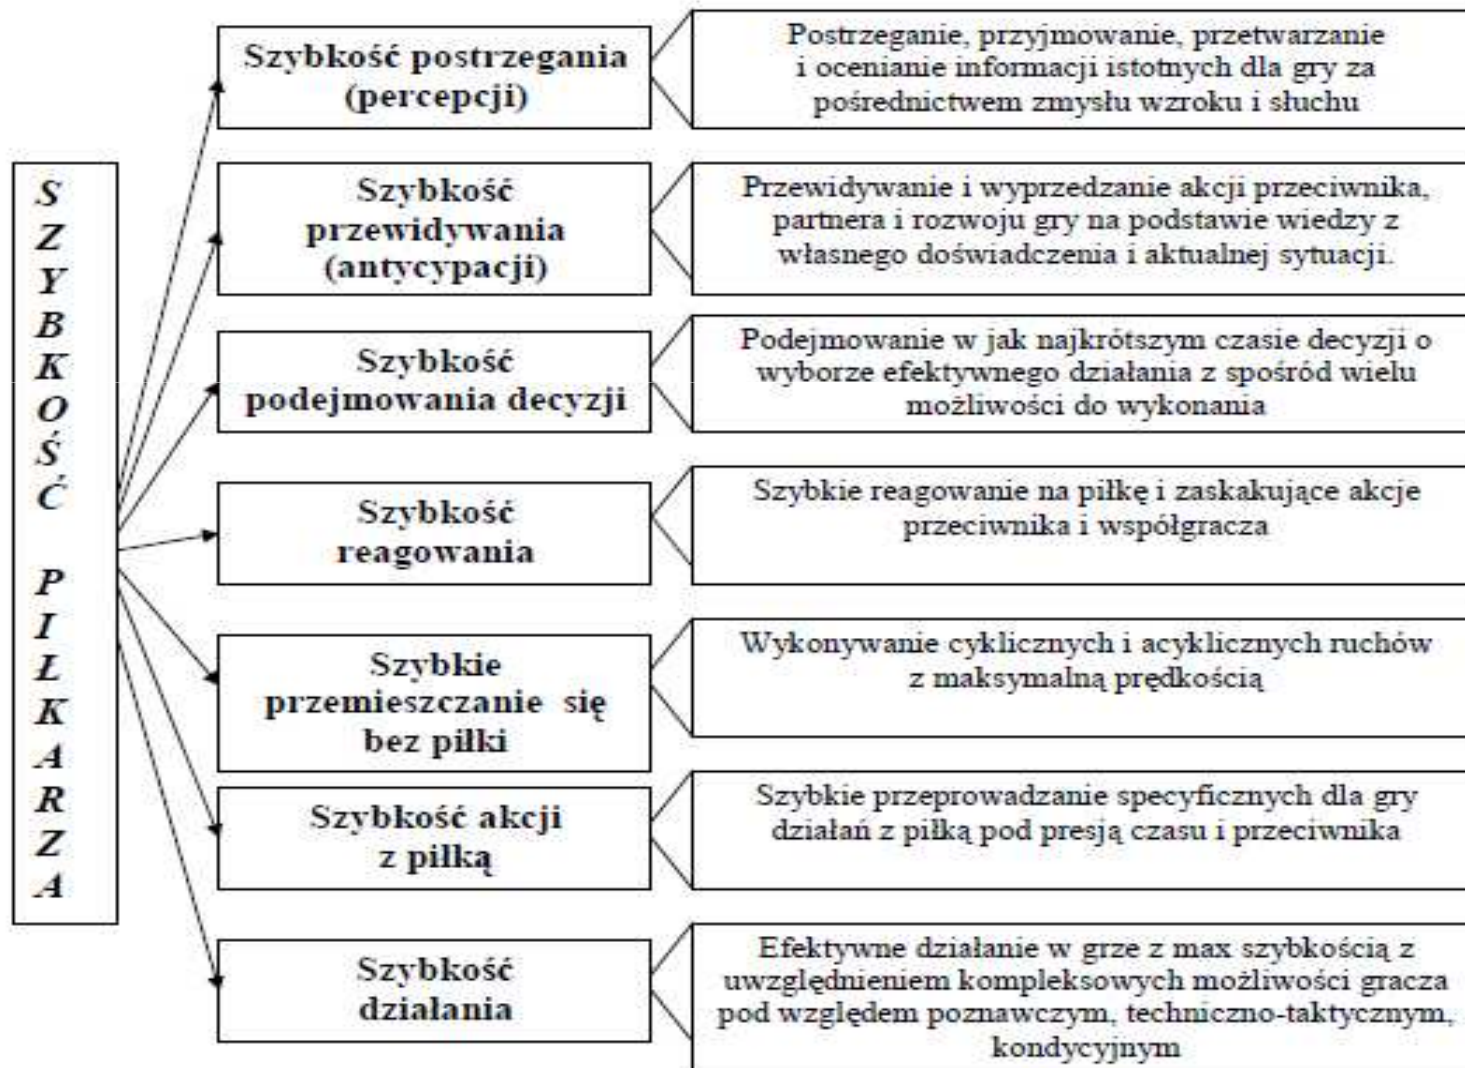 SZYBKOŚĆ PIŁKARZA
Szybkość postrzegania
(percepcji)
Postrzeganie, przyjmowanie, przetwarzanie
i ocenianie informacji istotnych dla gry za
pośrednictwem zmysłu wzroku i słuchu
Szybkość
przewidywania
(antycypacji)
Przewidywanie i wyprzedzanie akcji przeciwnika,
partnera i rozwoju gry na podstawie wiedzy z
własnego doświadczenia i aktualnej sytuacji.
Szybkość
podejmowania decyzji
Podejmowanie w jak najkrótszym czasie decyzji o
wyborze efektywnego działania z spośród wielu
możliwości do wykonania
Szybkość
reagowania
Szybkie reagowanie na piłkę i zaskakujące akcje
przeciwnika i współgracza
Szybkie
przemieszczanie się
bez piłki
Wykonywanie cyklicznych i acyklicznych ruchów
z maksymalną prędkością
Szybkość akcji
z piłką
Szybkie przeprowadzanie specyficznych dla gry
działań z piłką pod presją czasu i przeciwnika
Szybkość
działania
Efektywne działanie w grze z max szybkością z
uwzględnieniem kompleksowych możliwości gracza
pod względem poznawczym, techniczno-taktycznym,
kondycyjnym